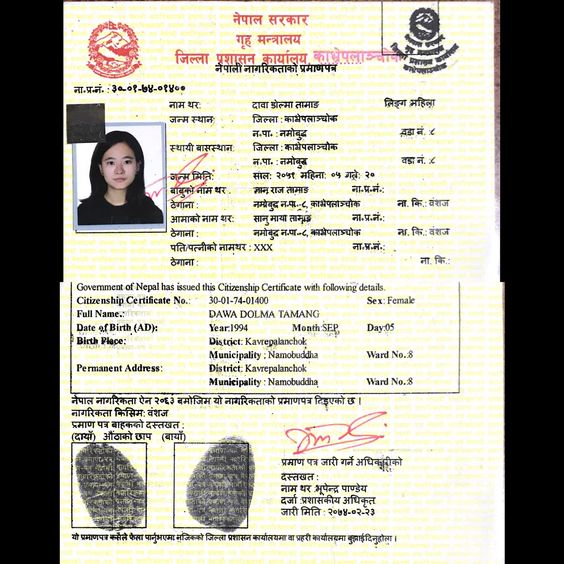 नेपाल सरकार
गृह मन्त्रालय
जिल्ला प्रशासन कार्यालय काभ्रेपलाञ्चोक
नेपाली नागरिकताको प्रमाणपत्र
ना.प्र.नं. : ३०-०१-७४-०१४००
नाम थर: दावा डोल्मा तामाङ लिङ्गः महिला
जन्म स्थान: जिल्ला : काभ्रेपलाञ्चोक
न.पा. : नमोबुद्ध वडा नं. :८
स्थायी बासस्थान: जिल्ला : काभ्रेपलाञ्चोक
न.पा. : नमोबुद्ध वडा नं. :८
जन्म मिति: साल: २०५१ महिना: ०५ गते: २०
बाबुको नाम थर : ज्ञान राज तामाङ ना.प्र.नं.:
ठेगाना: नमोबुद्ध न.पा.-८, काभ्रेपलाञ्चोक ना. कि.: वंशज
आमाको नाम थर: सानु माया तामाङ ना.प्र.नं.:
ठेगाना: नमोबुद्ध न.पा.-८, काभ्रेपलाञ्चोक ना. कि.: वंशज
पति/पत्नीको नामथर : XXX ना.प्र.नं.:
ठेगाना : ना. कि.:
Government of Nepal has issued this Citizenship Certificate with following details.
Citizenship Certificate No.: 30-01-74-01400 Sex: Female
Full Name.: DAWA DOLMA TAMANG
Date of Birth (AD): Year:1994 Month:SEP Day:05
Birth Place: District: Kavrepalanchok
Municipality : Namobuddha Ward No.:8
Permanent Address: District: Kavrepalanchok
Municipality : Namobuddha Ward No.:8
नेपाल नागरिकता ऐन २०६३ बमोजिम यो नागरिकताको प्रमाणपत्र दिइएको छ ।
नागरिकता किसिम: वंशज
प्रमाण पत्र बाहकको दस्तखत :
(दायाँ) औंठाको छाप (बायाँ)
प्रमाण पत्र जारी गर्ने अधिकारीको
दस्तखत :
नाम थर :भूपेन्द्र पाण्डेय
दर्जा :प्रशासकीय अधिकृत
जारी मिति : २०७४-०२-२३
यो प्रमाणपत्र कसैले फेला पार्नुभएमा नजिकको जिल्ला प्रशासन कार्यालयमा वा प्रहरी कार्यालयमा बुझाईदिनुहोला ।